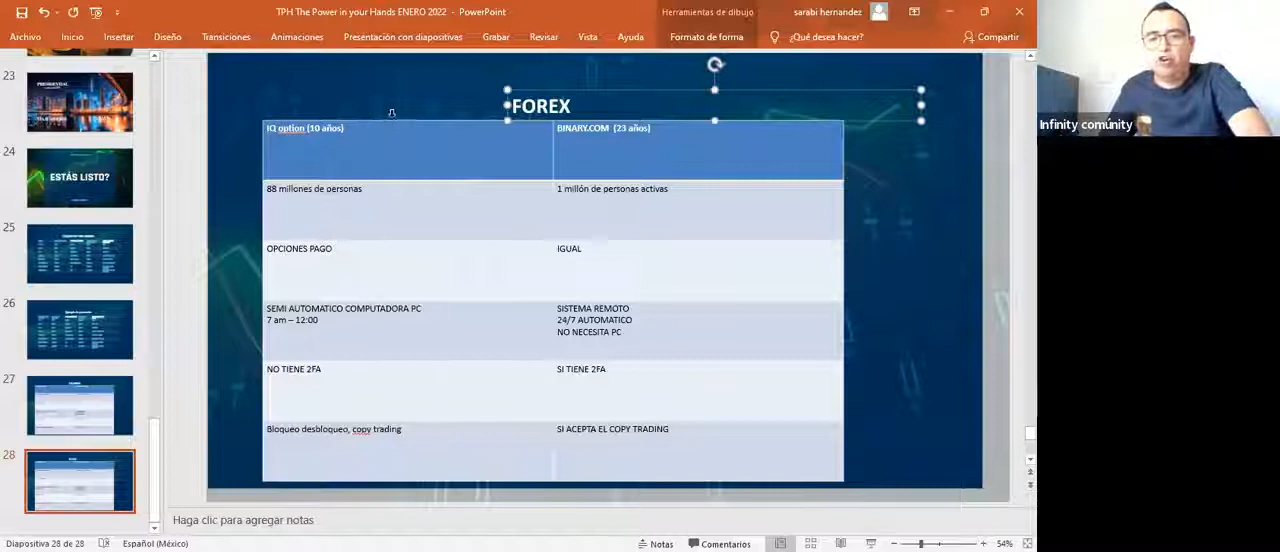 TPH The Power in your Hands ENERO 2022 - PowerPoint
Herramientas de dibujo
sarabi hernandez
Archivo
Inicio
Insertar
Diseño
Transiciones
Animaciones
Presentación con diapositivas
Grabar
Revisar
Vista
Ayuda
Formato de forma
¿Qué desea hacer?
Compartir
23
24
ESTÁS LISTO?
25
26
27
28
FOREX
IQ option (10 años)
BINARY.COM (23 años)
88 millones de personas
1 millón de personas activas
OPCIONES PAGO
IGUAL
SEMI AUTOMATICO COMPUTADORA PC
7 am – 12:00
SISTEMA REMOTO
24/7 AUTOMATICO
NO NECESITA PC
NO TIENE 2FA
SI TIENE 2FA
Bloqueo desbloqueo, copy trading
SI ACEPTA EL COPY TRADING
Infinity comúnity
Haga clic para agregar notas
Diapositiva 28 de 28
Español (México)
Notas
Comentarios
54%